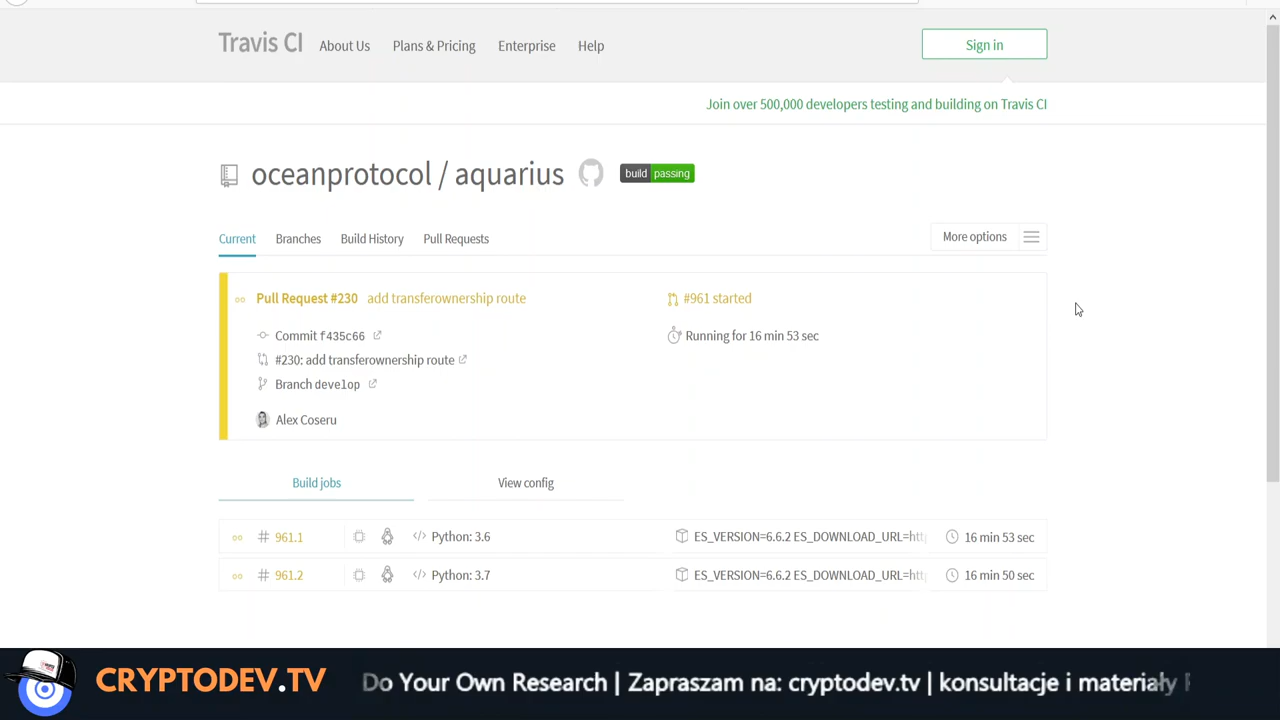 Travis CI About Us Plans & Pricing Enterprise Help Sign in
Join over 500,000 developers testing and building on Travis CI
oceanprotocol / aquarius build passing
Current Branches Build History Pull Requests More options
Pull Request #230 add transferownership route #961 started
Commit f435c66 Running for 16 min 53 sec
#230: add transferownership route
Branch develop
Alex Coseru
Build jobs View config
# 961.1 </> Python: 3.6 ES_VERSION=6.6.2 ES_DOWNLOAD_URL=htt 16 min 53 sec
# 961.2 </> Python: 3.7 ES_VERSION=6.6.2 ES_DOWNLOAD_URL=htt 16 min 50 sec
CRYPTODEV.TV Do Your Own Research | Zapraszam na: cryptodev.tv | konsultacje i materiały